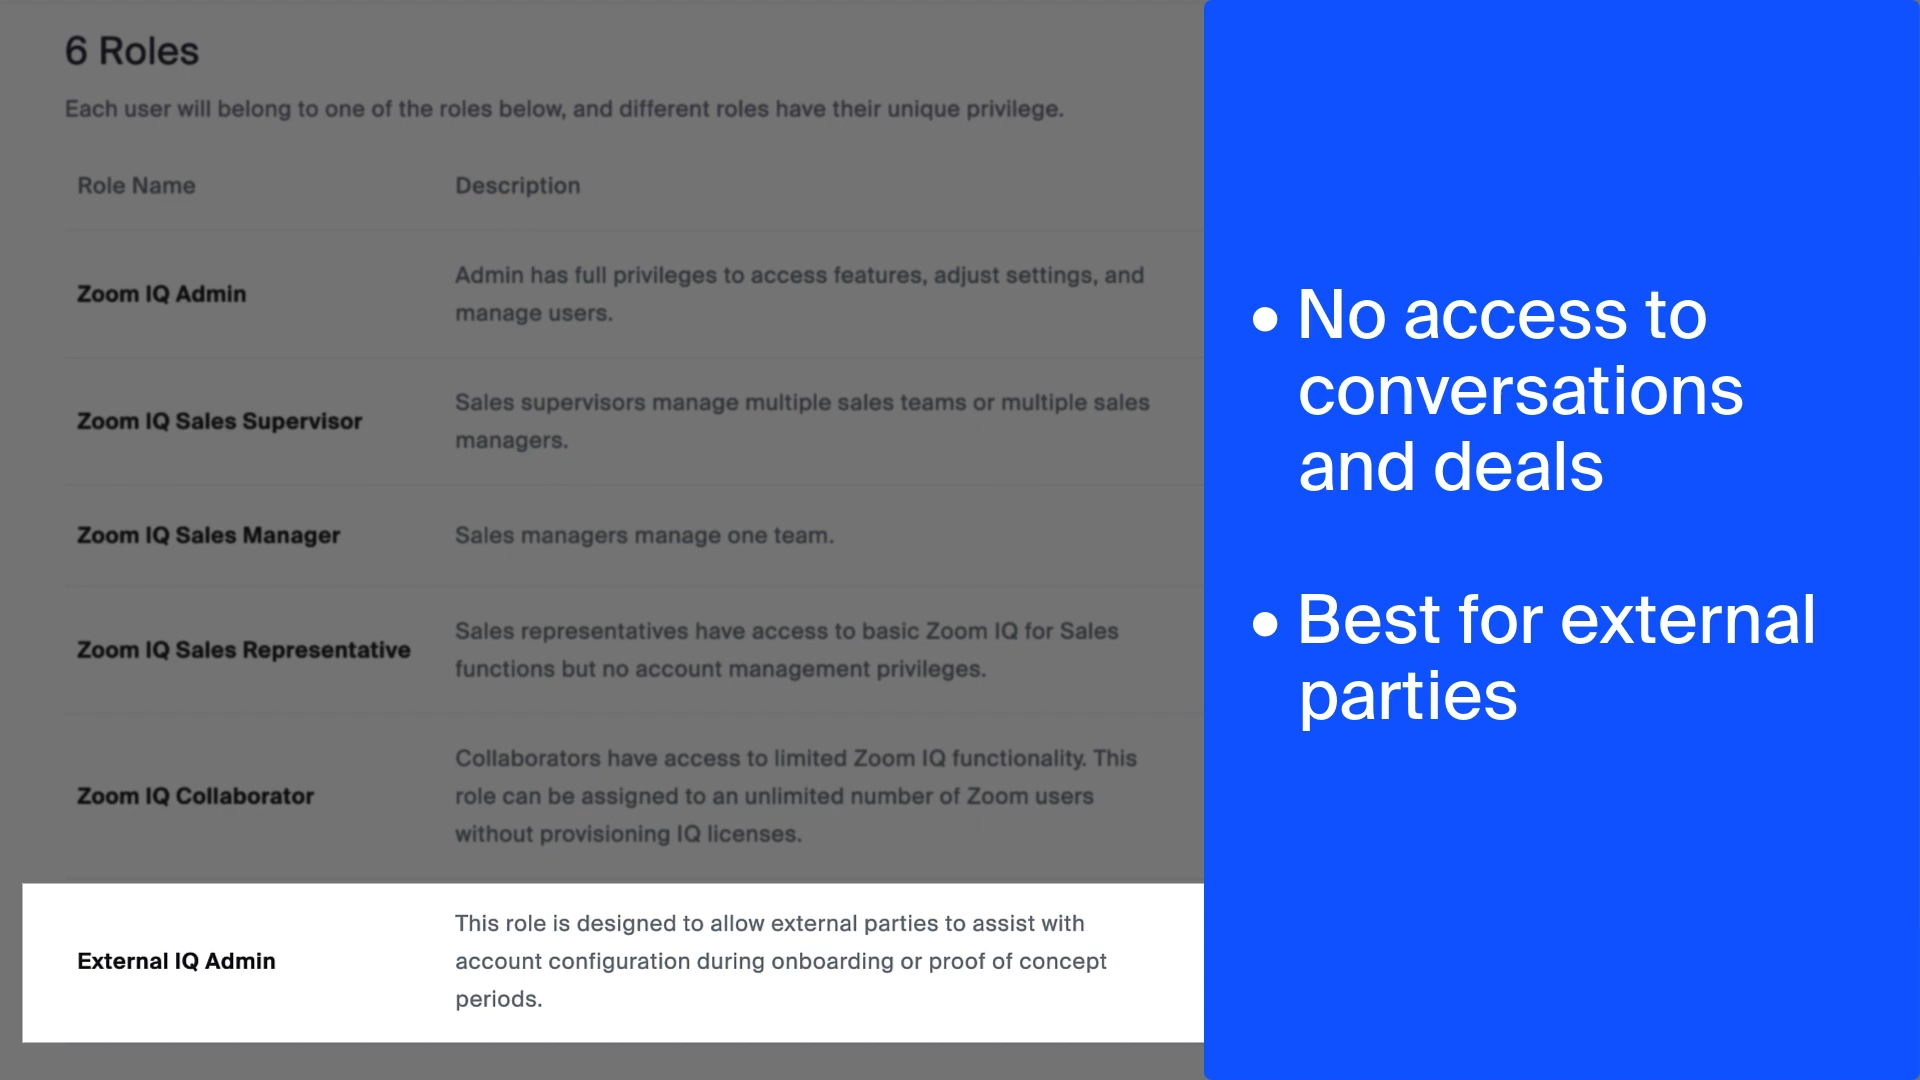 6 Roles
Each user will belong to one of the roles below, and different roles have their unique privilege.
Role Name
Description
Zoom IQ Admin
Admin has full privileges to access features, adjust settings, and
manage users.
Zoom IQ Sales Supervisor
Sales supervisors manage multiple sales teams or multiple sales
managers.
Zoom IQ Sales Manager
Sales managers manage one team.
Zoom IQ Sales Representative
Sales representatives have access to basic Zoom IQ for Sales
functions but no account management privileges.
Zoom IQ Collaborator
Collaborators have access to limited Zoom IQ functionality. This
role can be assigned to an unlimited number of Zoom users
without provisioning IQ licenses.
External IQ Admin
This role is designed to allow external parties to assist with
account configuration during onboarding or proof of concept
periods.
• No access to
conversations
and deals
• Best for external
parties